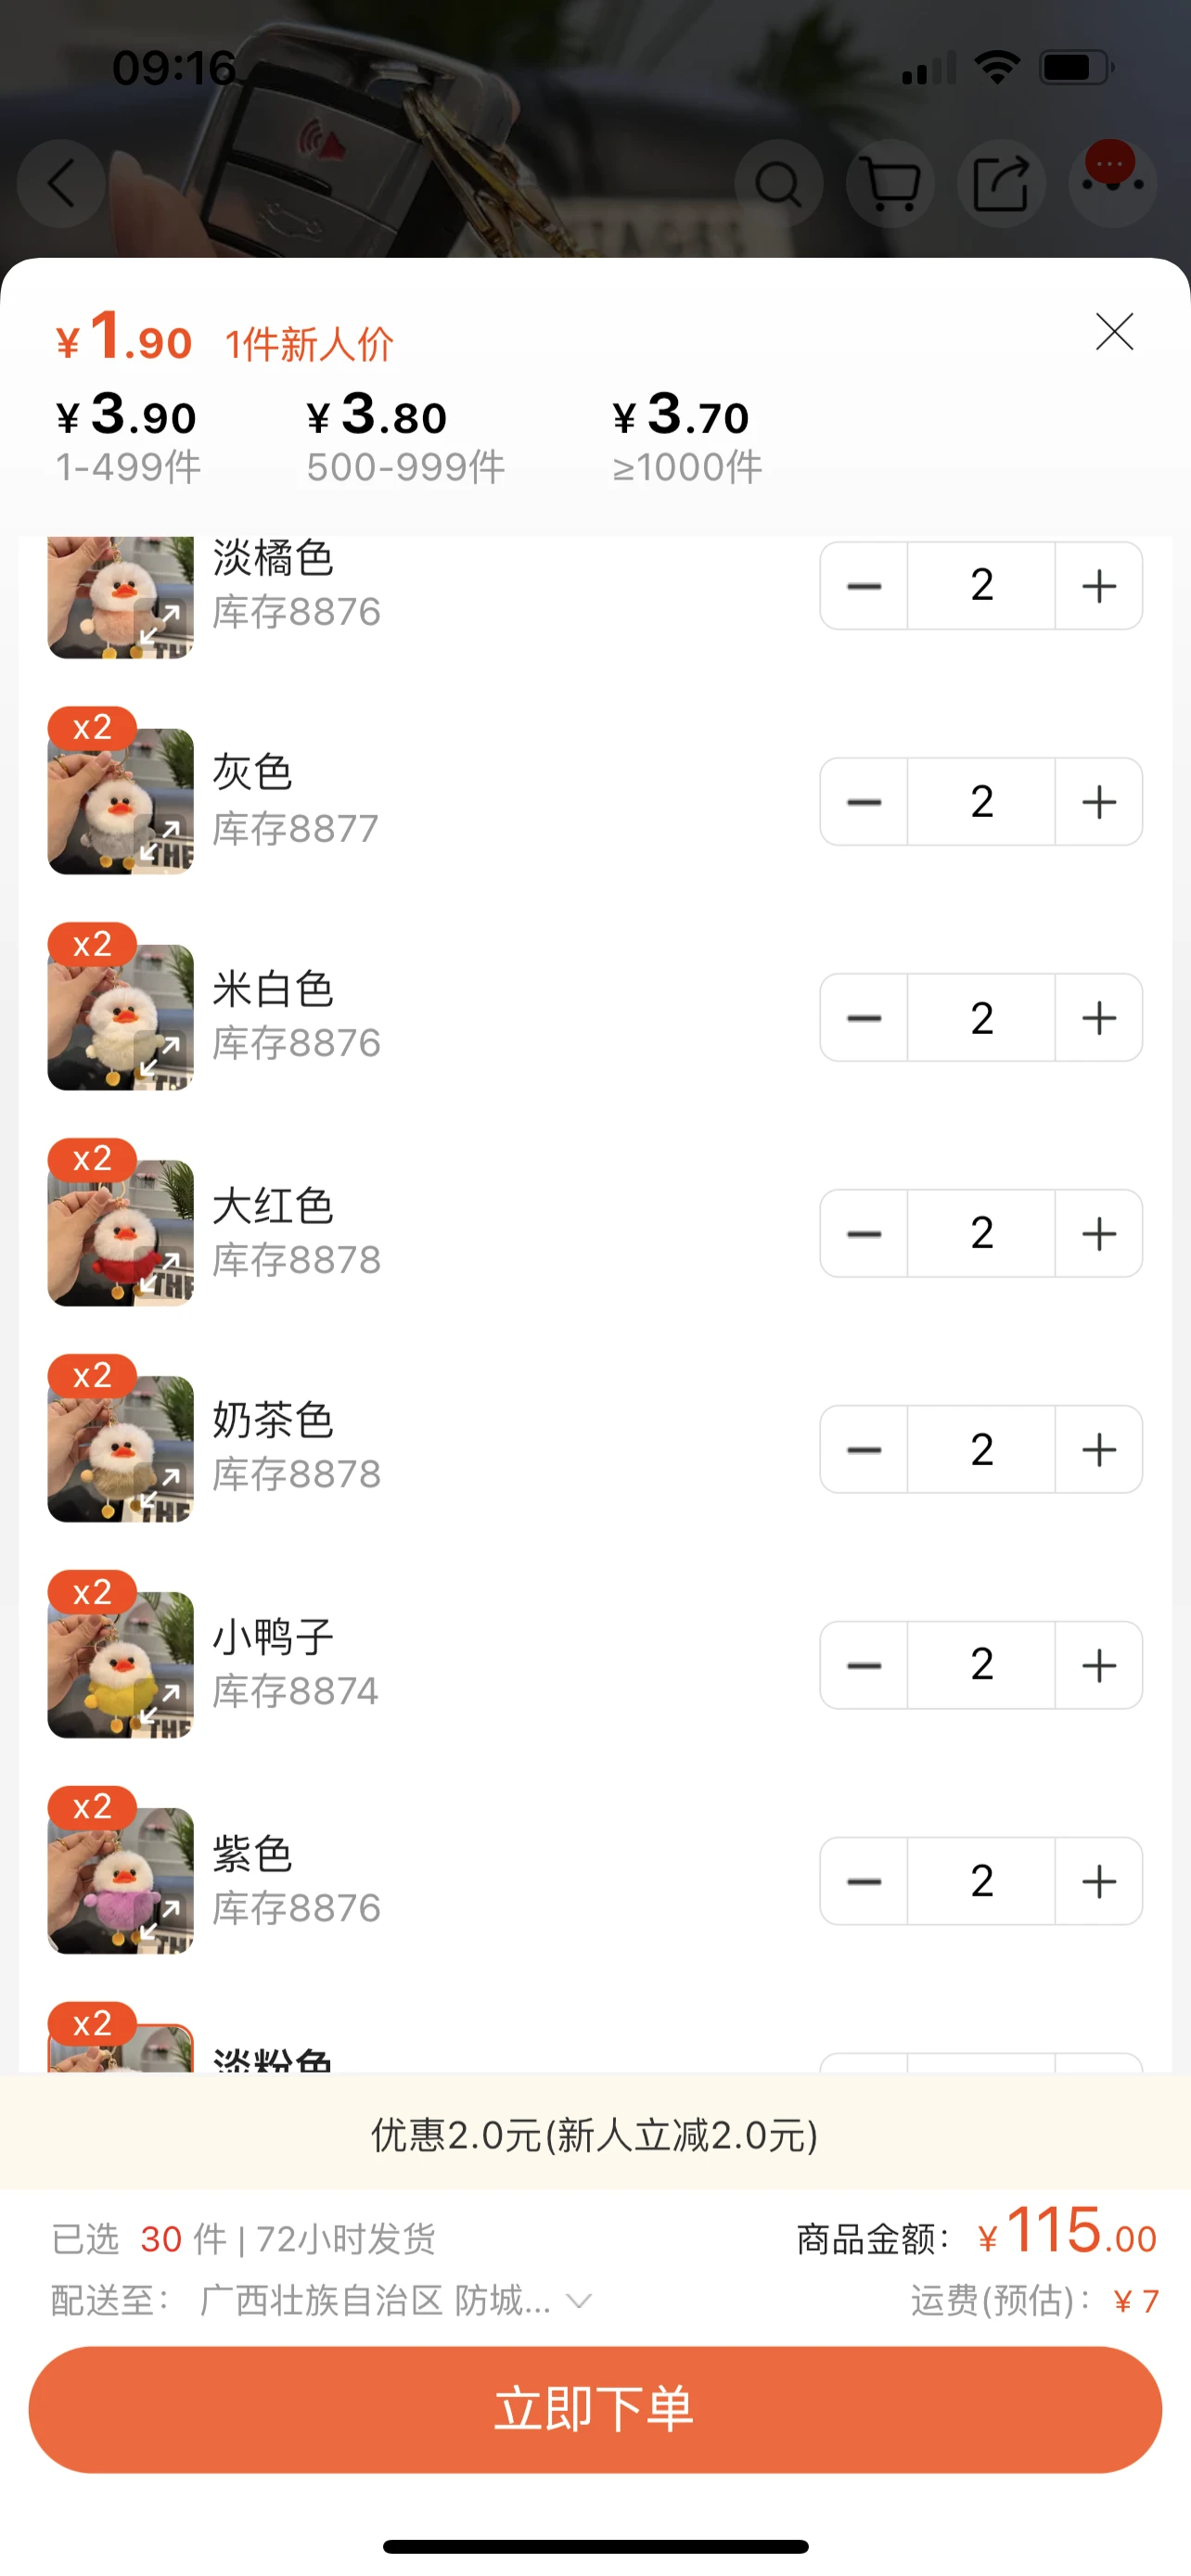 09:16
¥1.90 1件新人价
¥3.90 ¥3.80 ¥3.70
1-499件 500-999件 ≥1000件
淡橘色
库存8876
2
x2
灰色
库存8877
2
x2
米白色
库存8876
2
x2
大红色
库存8878
2
x2
奶茶色
库存8878
2
x2
小鸭子
库存8874
2
x2
紫色
库存8876
2
x2
淡粉色
优惠2.0元(新人立减2.0元)
已选 30 件 | 72小时发货 商品金额: ¥115.00
配送至: 广西壮族自治区 防城... 运费(预估): ¥7
立即下单